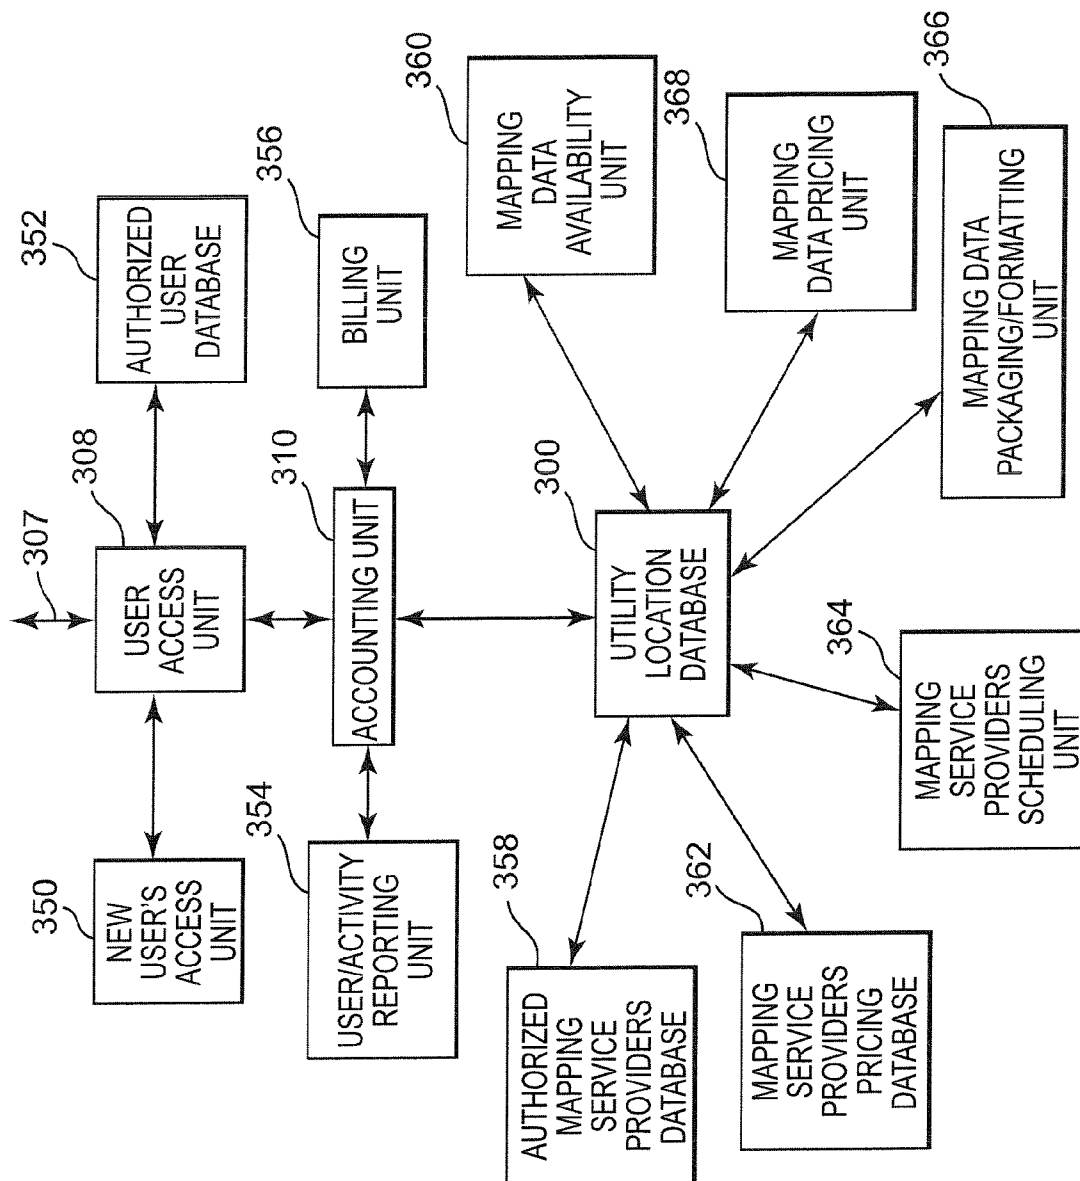 307
350
NEW
USER'S
ACCESS
UNIT
308
USER
ACCESS
UNIT
352
AUTHORIZED
USER
DATABASE
354
USER/ACTIVITY
REPORTING
UNIT
310
ACCOUNTING UNIT
356
BILLING
UNIT
300
UTILITY
LOCATION
DATABASE
358
AUTHORIZED
MAPPING
SERVICE
PROVIDERS
DATABASE
362
MAPPING
SERVICE
PROVIDERS
PRICING
DATABASE
364
MAPPING
SERVICE
PROVIDERS
SCHEDULING
UNIT
360
MAPPING
DATA
AVAILABILITY
UNIT
368
MAPPING
DATA PRICING
UNIT
366
MAPPING DATA
PACKAGING/FORMATTING
UNIT